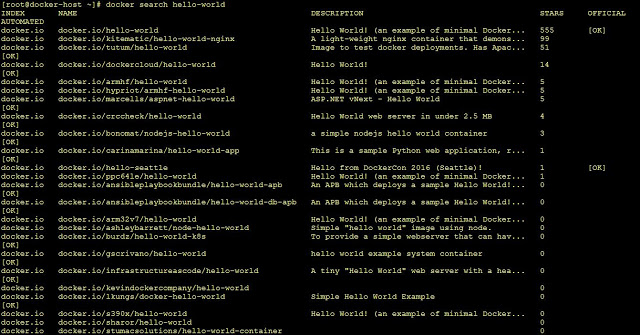 [root@docker-host ~]# docker search hello-world
INDEX NAME DESCRIPTION STARS OFFICIAL
AUTOMATED
docker.io docker.io/hello-world Hello World! (an example of minimal Docker... 555 [OK]
docker.io docker.io/kitematic/hello-world-nginx A light-weight nginx container that demons... 99
docker.io docker.io/tutum/hello-world Image to test docker deployments. Has Apac... 51
[OK]
docker.io docker.io/dockercloud/hello-world Hello World! 14
[OK]
docker.io docker.io/armhf/hello-world Hello World! (an example of minimal Docker... 5
docker.io docker.io/hypriot/armhf-hello-world Hello World! (an example of minimal Docker... 5
docker.io docker.io/marcells/aspnet-hello-world ASP.NET vNext - Hello World 5
[OK]
docker.io docker.io/crccheck/hello-world Hello World web server in under 2.5 MB 4
[OK]
docker.io docker.io/bonomat/nodejs-hello-world a simple nodejs hello world container 3
[OK]
docker.io docker.io/carinamarina/hello-world-app This is a sample Python web application, r... 1
[OK]
docker.io docker.io/hello-seattle Hello from DockerCon 2016 (Seattle)! 1 [OK]
docker.io docker.io/ppc64le/hello-world Hello World! (an example of minimal Docker... 1
docker.io docker.io/ansibleplaybookbundle/hello-world-apb An APB which deploys a sample Hello World!... 0
[OK]
docker.io docker.io/ansibleplaybookbundle/hello-world-db-apb An APB which deploys a sample Hello World!... 0
[OK]
docker.io docker.io/arm32v7/hello-world Hello World! (an example of minimal Docker... 0
docker.io docker.io/ashleybarrett/node-hello-world Simple "hello world" image using node. 0
docker.io docker.io/burdz/hello-world-k8s To provide a simple webserver that can hav... 0
[OK]
docker.io docker.io/gscrivano/hello-world hello world example system container 0
[OK]
docker.io docker.io/infrastructureascode/hello-world A tiny "Hello World" web server with a hea... 0
[OK]
docker.io docker.io/kevindockercompany/hello-world 0
docker.io docker.io/lkungs/docker-hello-world Simple Hello World Example 0
[OK]
docker.io docker.io/s390x/hello-world Hello World! (an example of minimal Docker... 0
docker.io docker.io/sharor/hello-world 0
docker.io docker.io/stumacsolutions/hello-world-container 0